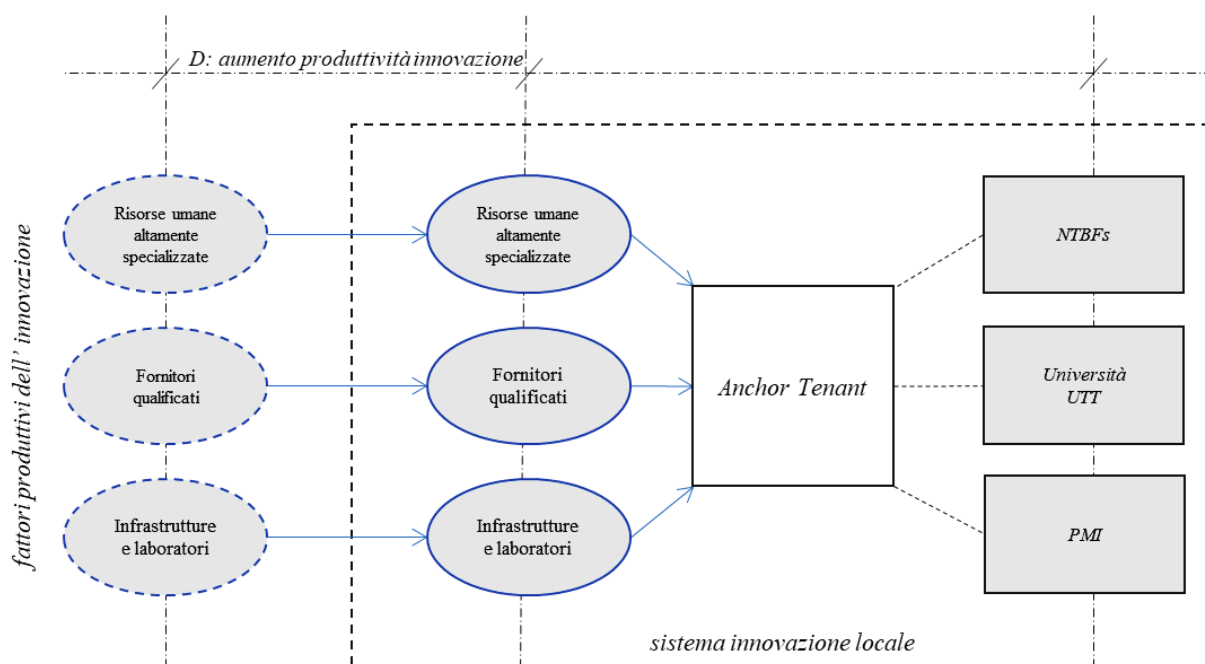 D: aumento produttività innovazione
fattori produttivi dell' innovazione
Risorse umane
altamente
specializzate
Risorse umane
altamente
specializzate
NTBFs
Fornitori
qualificati
Fornitori
qualificati
Anchor Tenant
Università
UTT
Infrastrutture
e laboratori
Infrastrutture
e laboratori
PMI
sistema innovazione locale